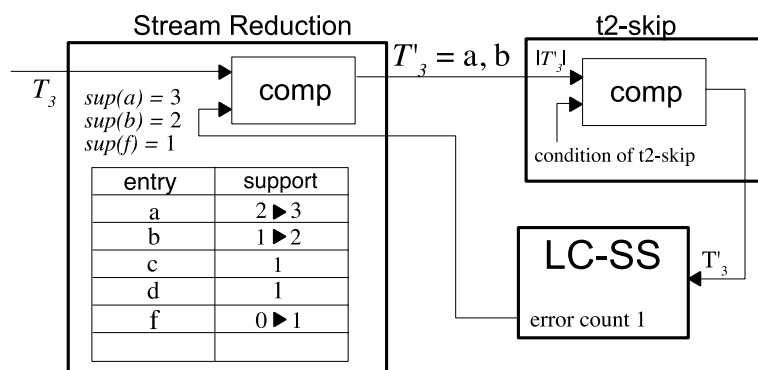 Stream Reduction
t2-skip
T3
T'3 = a, b
|T'3|
comp
comp
sup(a) = 3
sup(b) = 2
sup(f) = 1
condition of t2-skip
entry support
a 2▶3
b 1▶2
c 1
d 1
f 0▶1
LC-SS
T'3
error count 1